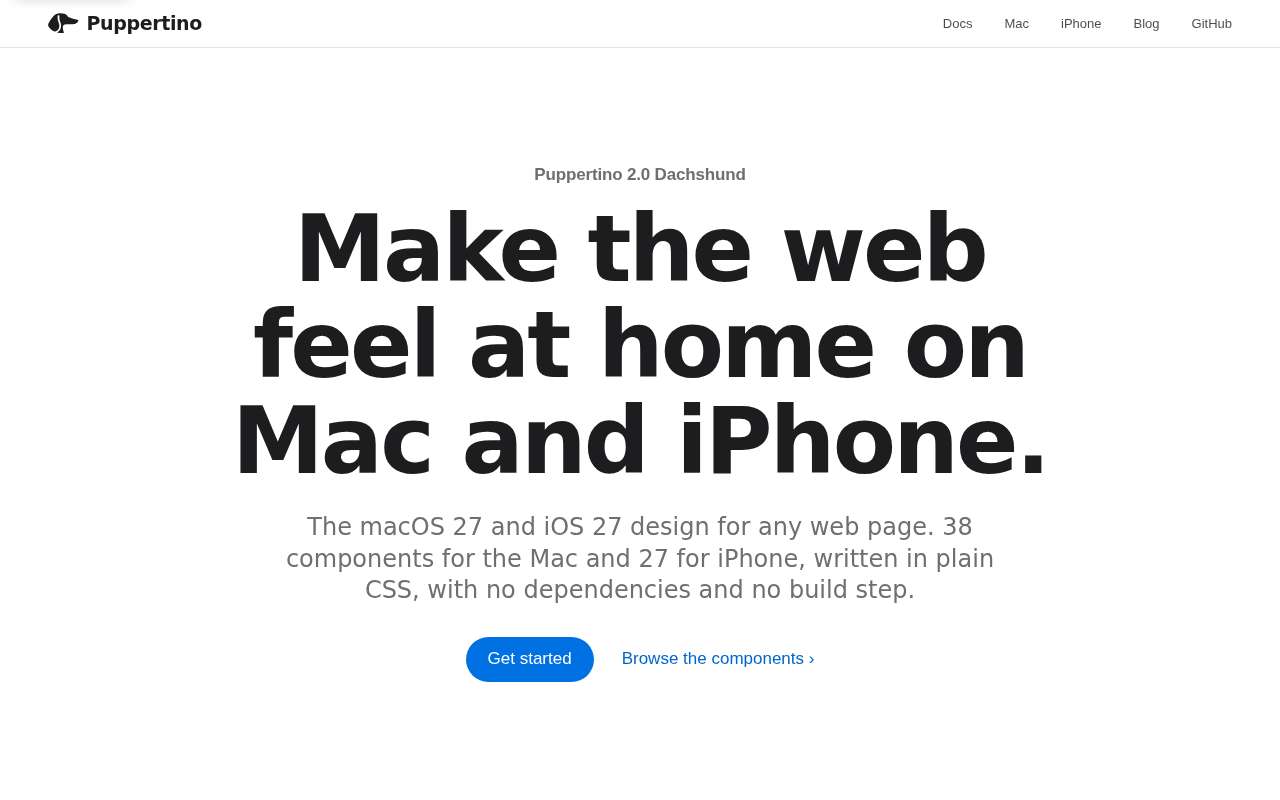 Puppertino
Docs
Mac
iPhone
Blog
GitHub
Puppertino 2.0 Dachshund
Make the web
feel at home on
Mac and iPhone.
The macOS 27 and iOS 27 design for any web page. 38
components for the Mac and 27 for iPhone, written in plain
CSS, with no dependencies and no build step.
Get started
Browse the components ›